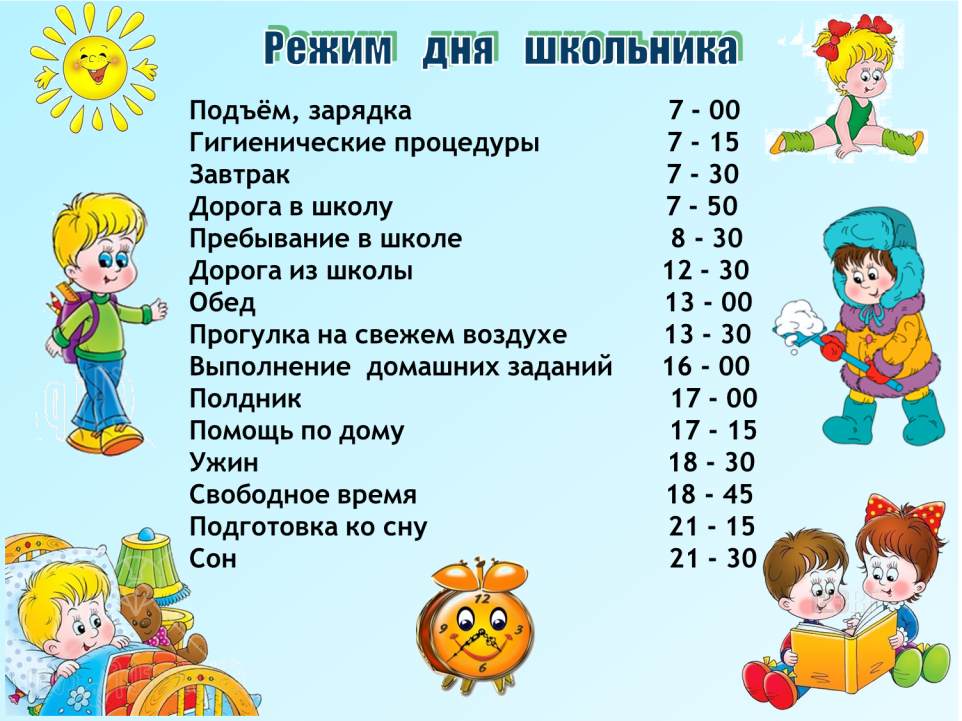 Режим дня школьника
Подъём, зарядка 7 - 00
Гигиенические процедуры 7 - 15
Завтрак 7 - 30
Дорога в школу 7 - 50
Пребывание в школе 8 - 30
Дорога из школы 12 - 30
Обед 13 - 00
Прогулка на свежем воздухе 13 - 30
Выполнение домашних заданий 16 - 00
Полдник 17 - 00
Помощь по дому 17 - 15
Ужин 18 - 30
Свободное время 18 - 45
Подготовка ко сну 21 - 15
Сон 21 - 30
12
9 3
6